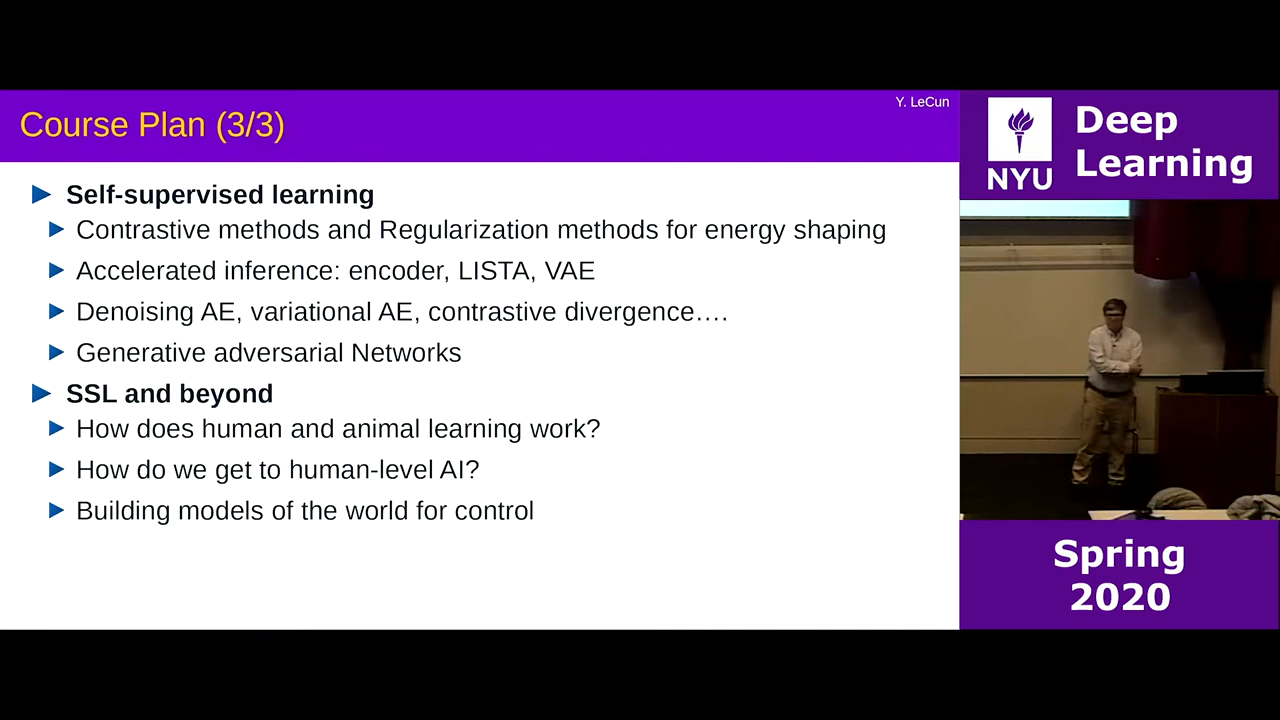 Y. LeCun
Course Plan (3/3)
Self-supervised learning
Contrastive methods and Regularization methods for energy shaping
Accelerated inference: encoder, LISTA, VAE
Denoising AE, variational AE, contrastive divergence….
Generative adversarial Networks
SSL and beyond
How does human and animal learning work?
How do we get to human-level AI?
Building models of the world for control
NYU
Deep
Learning
Spring
2020